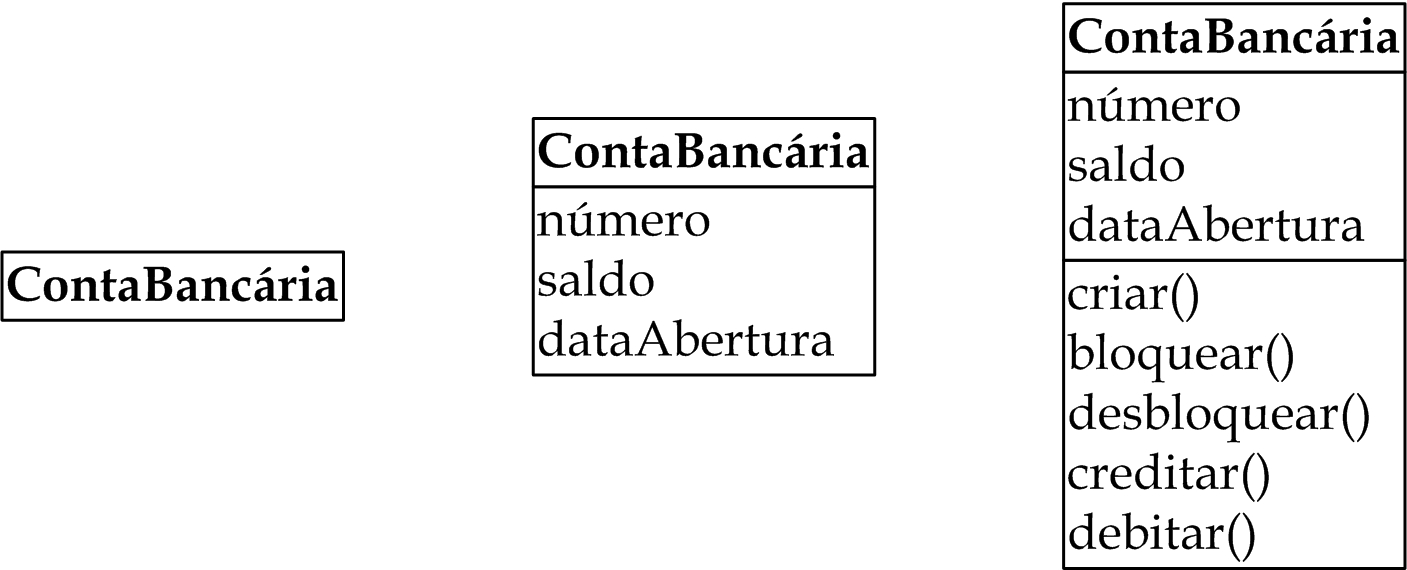 ContaBancária
ContaBancária
número
saldo
dataAbertura
ContaBancária
número
saldo
dataAbertura
criar()
bloquear()
desbloquear()
creditar()
debitar()